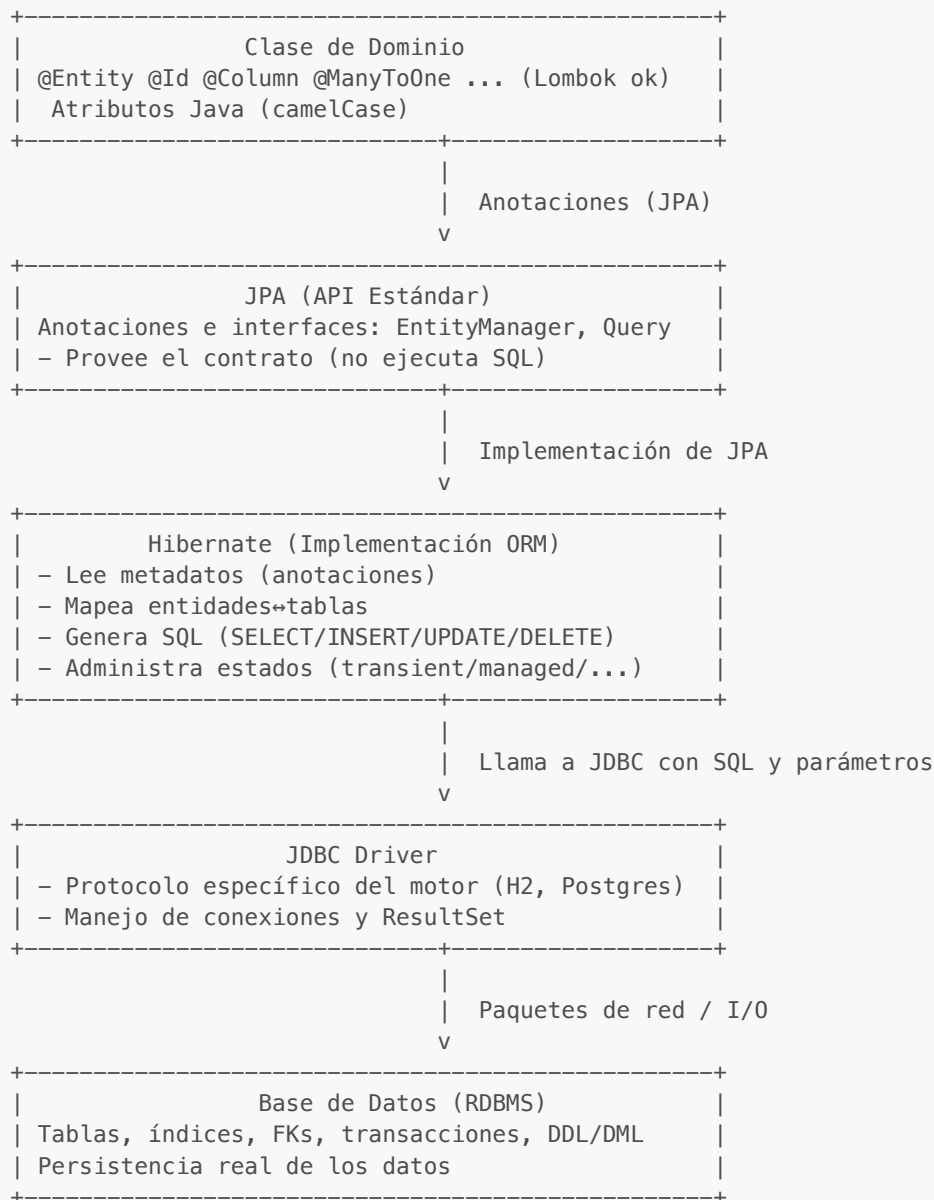 Clase de Dominio
@Entity @Id @Column @ManyToOne ... (Lombok ok)
Atributos Java (camelCase)
Anotaciones (JPA)
v
JPA (API Estándar)
Anotaciones e interfaces: EntityManager, Query
- Provee el contrato (no ejecuta SQL)
Implementación de JPA
v
Hibernate (Implementación ORM)
- Lee metadatos (anotaciones)
- Mapea entidades↔tablas
- Genera SQL (SELECT/INSERT/UPDATE/DELETE)
- Administra estados (transient/managed/...)
Llama a JDBC con SQL y parámetros
v
JDBC Driver
- Protocolo específico del motor (H2, Postgres)
- Manejo de conexiones y ResultSet
Paquetes de red / I/O
v
Base de Datos (RDBMS)
Tablas, índices, FKs, transacciones, DDL/DML
Persistencia real de los datos